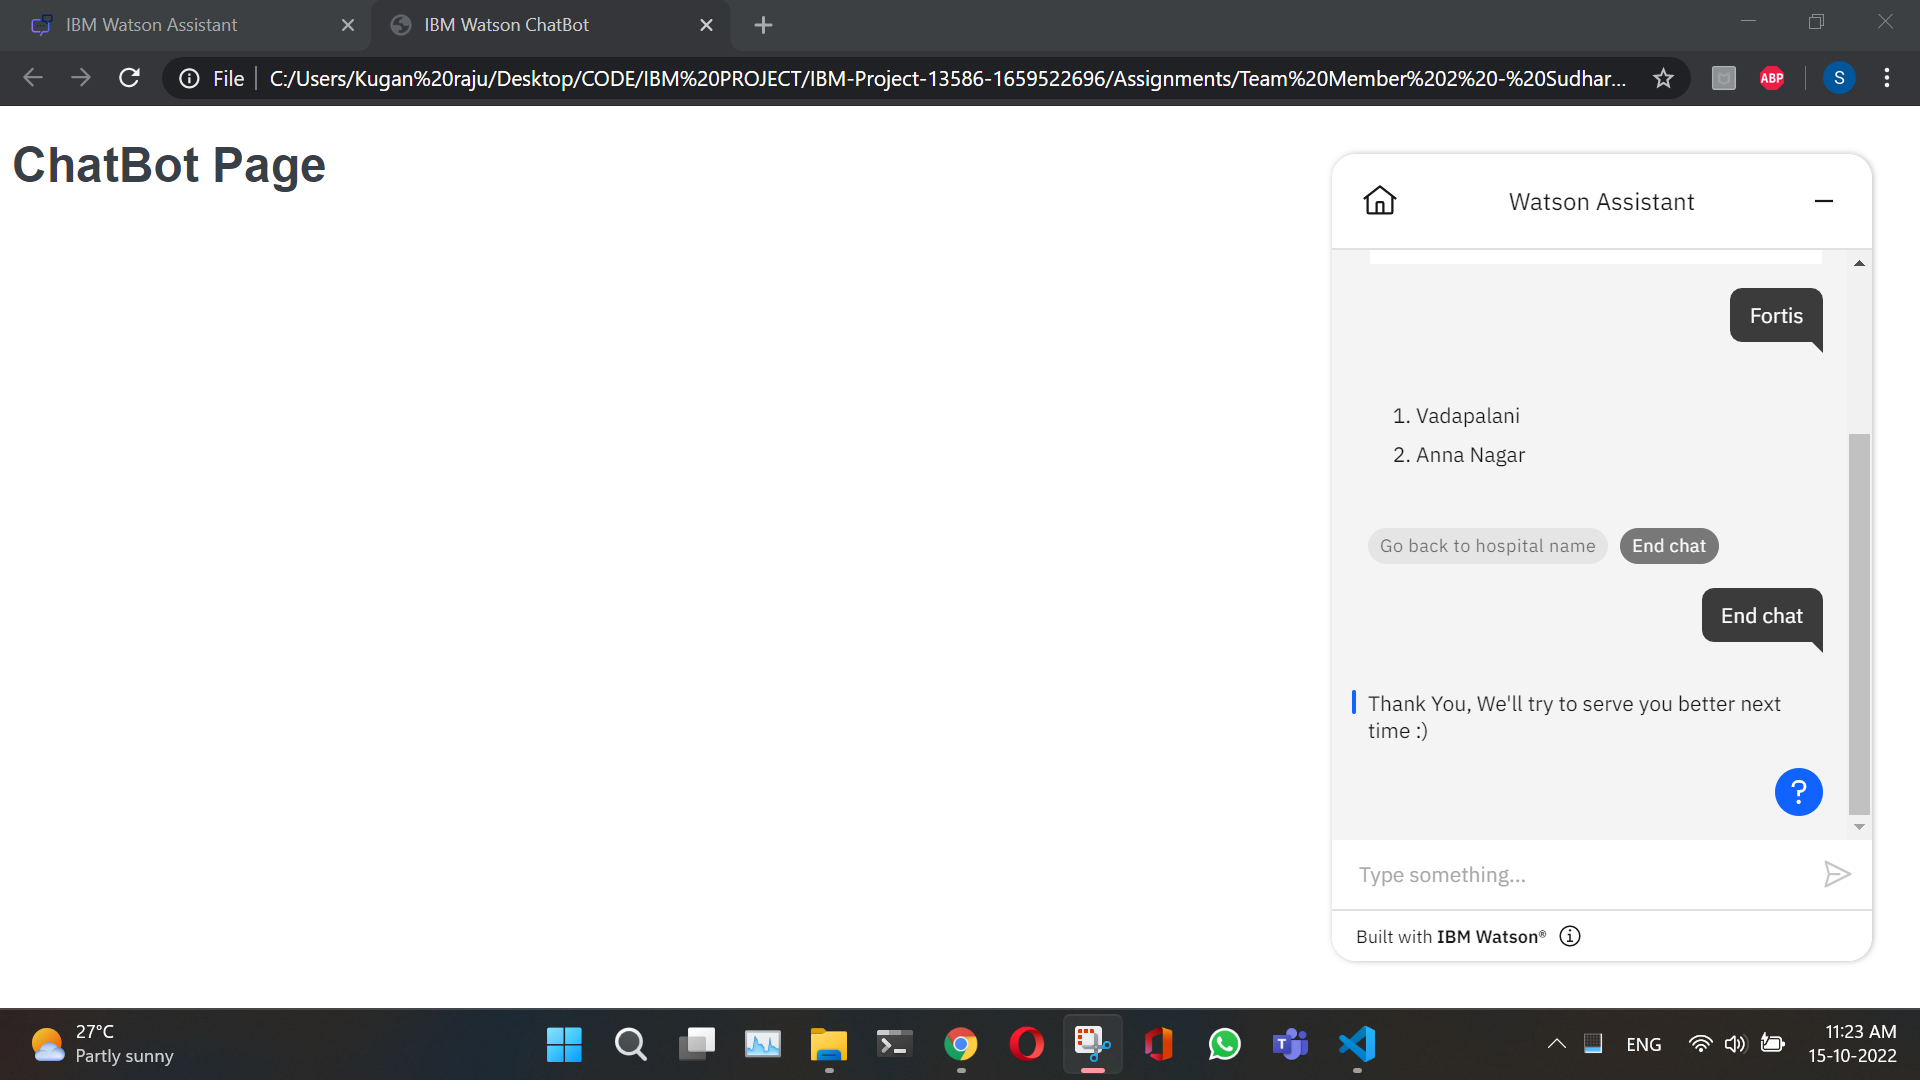 IBM Watson Assistant
IBM Watson ChatBot
File
C:/Users/Kugan%20raju/Desktop/CODE/IBM%20PROJECT/IBM-Project-13586-1659522696/Assignments/Team%20Member%202%20-%20Sudhar...
ABP
S
ChatBot Page
Watson Assistant
Fortis
1. Vadapalani
2. Anna Nagar
Go back to hospital name
End chat
End chat
Thank You, We'll try to serve you better next
time :)
?
Type something...
Built with IBM Watson®
27°C
Partly sunny
ENG
11:23 AM
15-10-2022